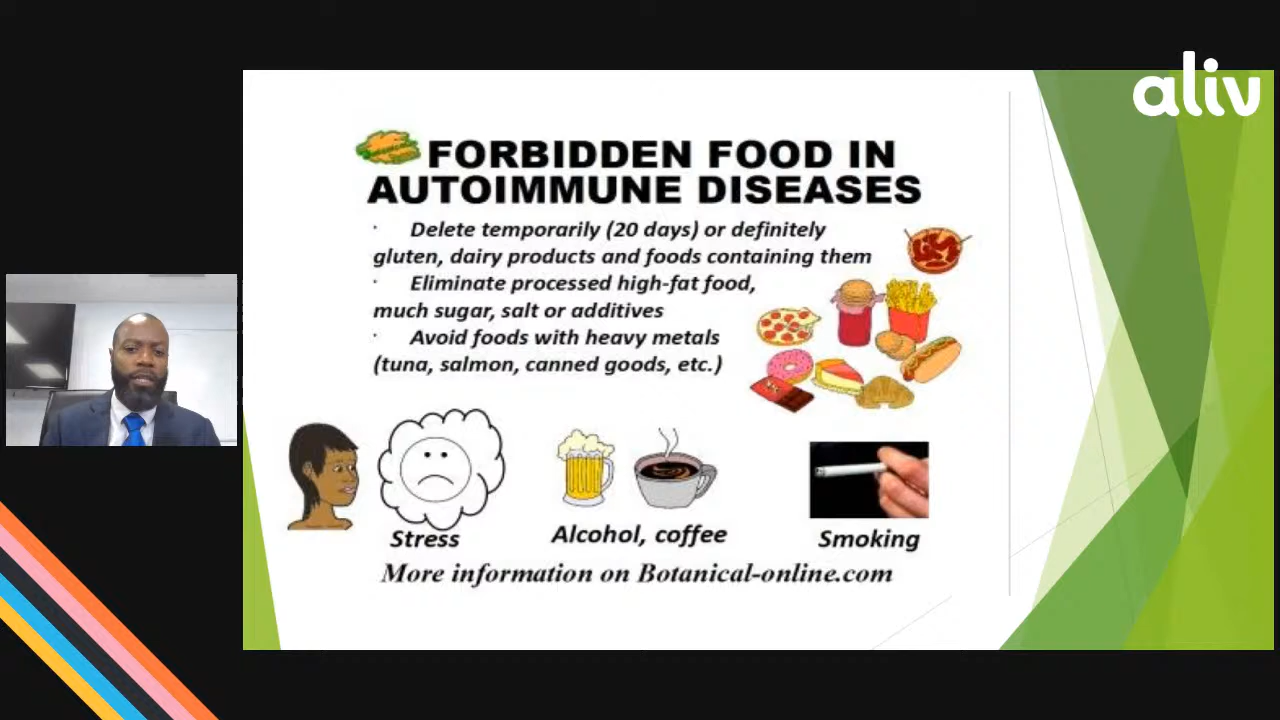 aliv
FORBIDDEN FOOD IN
AUTOIMMUNE DISEASES
· Delete temporarily (20 days) or definitely
gluten, dairy products and foods containing them
· Eliminate processed high-fat food,
much sugar, salt or additives
· Avoid foods with heavy metals
(tuna, salmon, canned goods, etc.)
Stress
Alcohol, coffee
Smoking
More information on Botanical-online.com